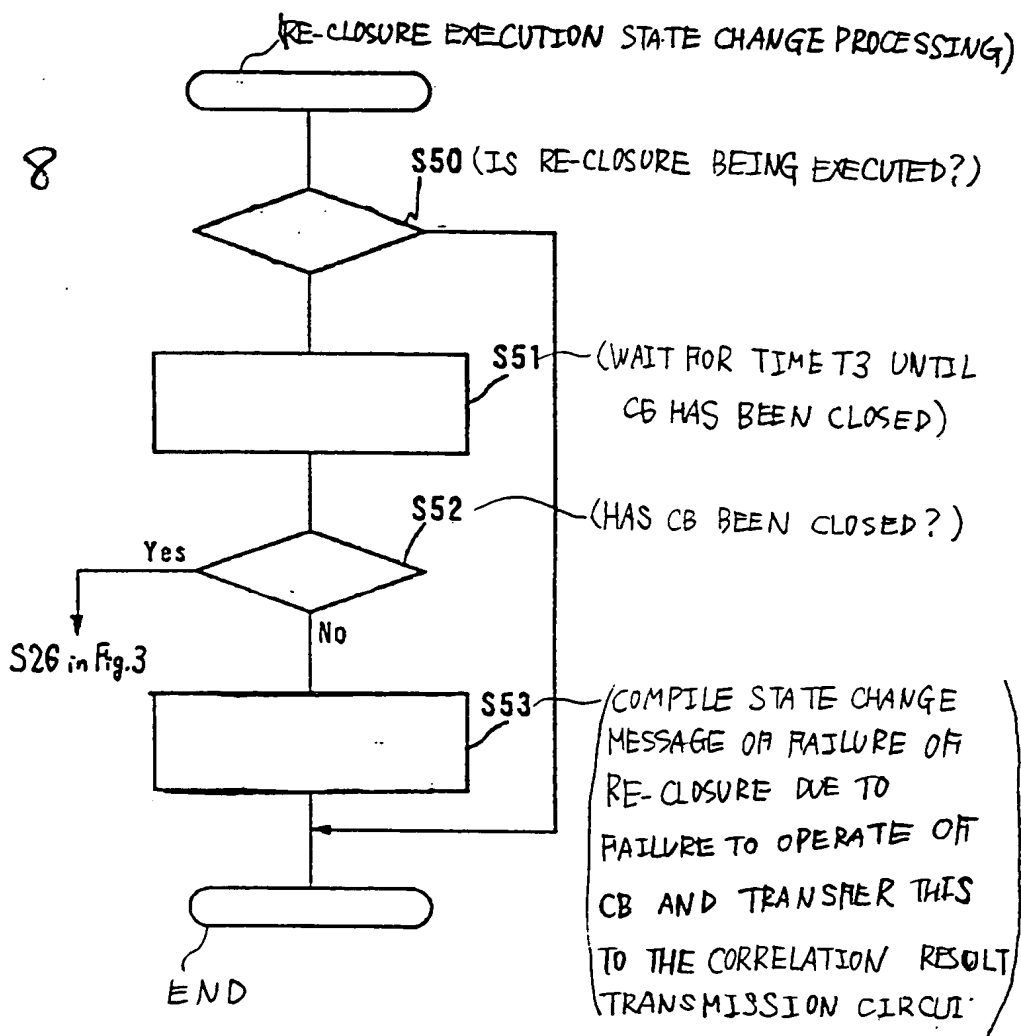 (RE-CLOSURE EXECUTION STATE CHANGE PROCESSING)
8
S50 (IS RE-CLOSURE BEING EXECUTED?)
S51 (WAIT FOR TIME T3 UNTIL
CB HAS BEEN CLOSED)
S52 (HAS CB BEEN CLOSED?)
Yes
No
S26 in Fig.3
S53 (COMPILE STATE CHANGE
MESSAGE OF FAILURE OF
RE-CLOSURE DUE TO
FAILURE TO OPERATE OF
CB AND TRANSFER THIS
TO THE CORRELATION RESULT
TRANSMISSION CIRCUI
END